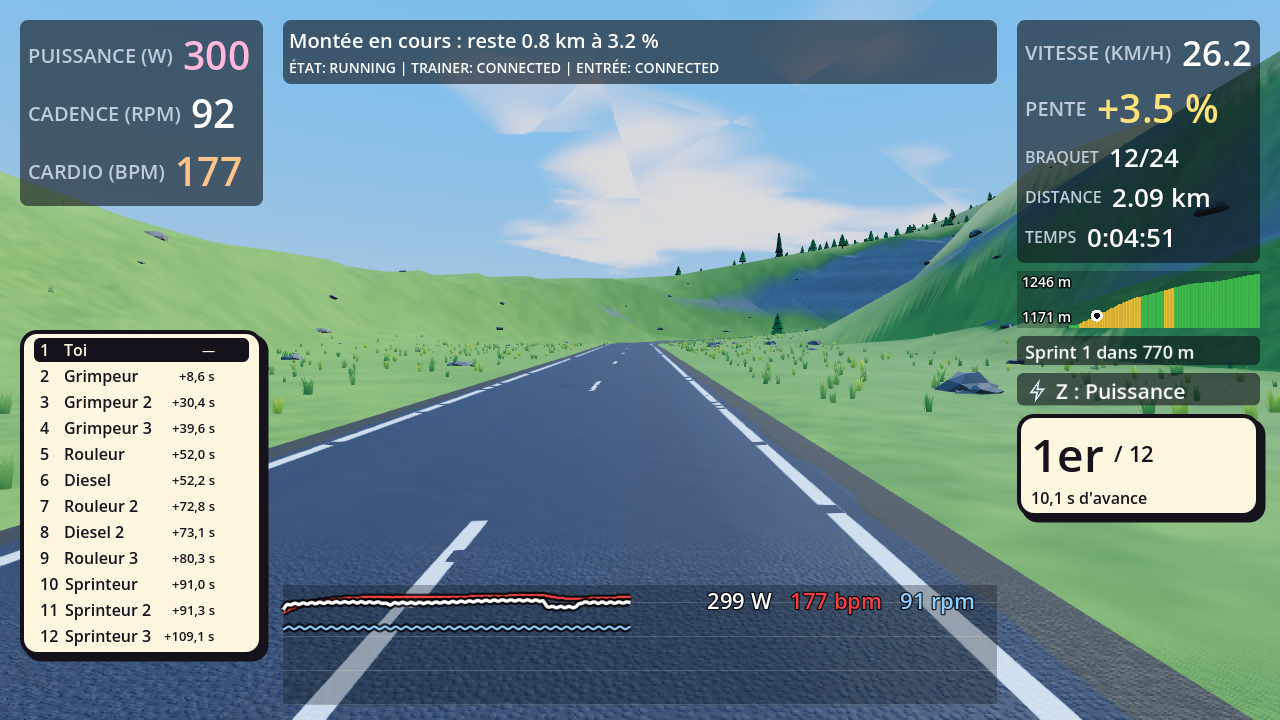 PUISSANCE (W) 300
CADENCE (RPM) 92
CARDIO (BPM) 177
Montée en cours : reste 0.8 km à 3.2 %
ÉTAT: RUNNING | TRAINER: CONNECTED | ENTRÉE: CONNECTED
VITESSE (KM/H) 26.2
PENTE +3.5 %
BRAQUET 12/24
DISTANCE 2.09 km
TEMPS 0:04:51
1246 m
1171 m
Sprint 1 dans 770 m
Z : Puissance
1er / 12
10,1 s d'avance
1 Toi —
2 Grimpeur +8,6 s
3 Grimpeur 2 +30,4 s
4 Grimpeur 3 +39,6 s
5 Rouleur +52,0 s
6 Diesel +52,2 s
7 Rouleur 2 +72,8 s
8 Diesel 2 +73,1 s
9 Rouleur 3 +80,3 s
10 Sprinteur +91,0 s
11 Sprinteur 2 +91,3 s
12 Sprinteur 3 +109,1 s
299 W 177 bpm 91 rpm